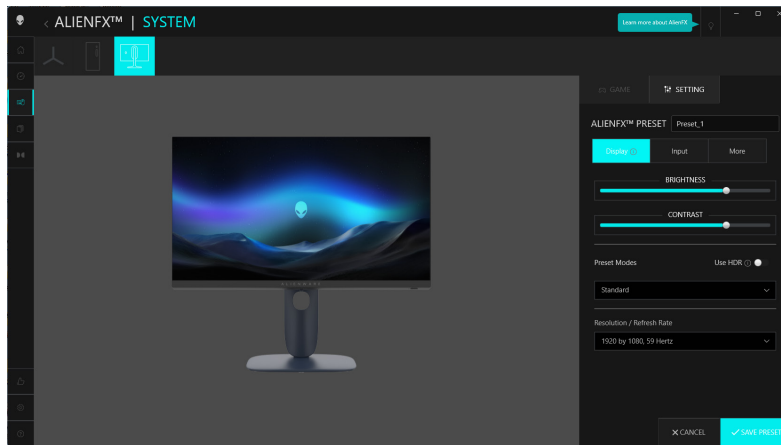 ALIENFX™ | SYSTEM
Learn more about AlienFX
GAME
SETTING
ALIENFX™ PRESET
Preset_1
Display
Input
More
BRIGHTNESS
CONTRAST
Preset Modes
Use HDR
Standard
Resolution / Refresh Rate
1920 by 1080, 59 Hertz
ALIENWARE
CANCEL
SAVE PRESET